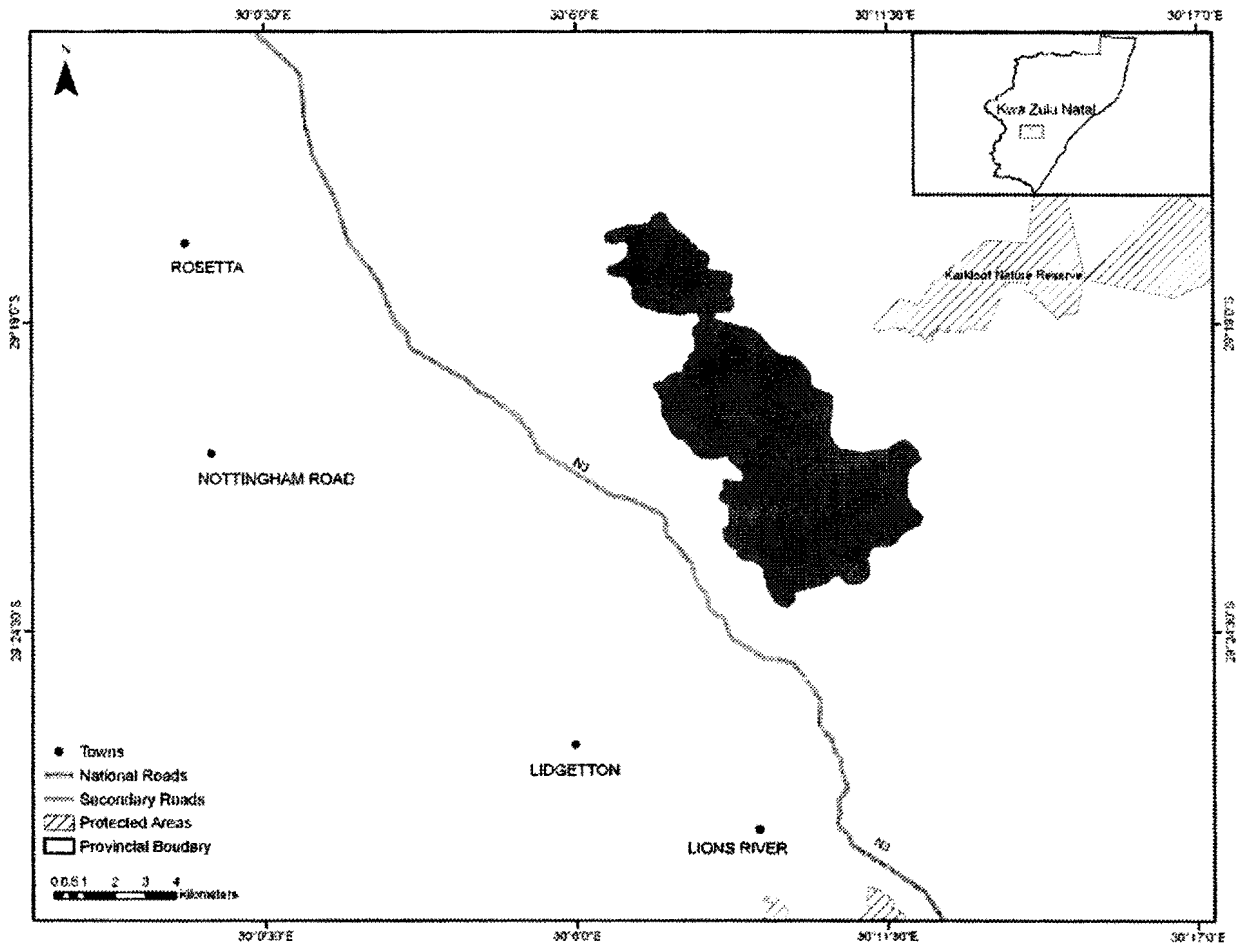 30°0'30"E 30°6'0"E 30°11'30"E 30°17'0"E
N
Kwa Zulu Natal
ROSETTA
Karkloof Nature Reserve
29°19'0"S 29°19'0"S
N3
NOTTINGHAM ROAD
29°24'30"S 29°24'30"S
Towns
National Roads
Secondary Roads
Protected Areas
Provincial Boudary
LIDGETTON
LIONS RIVER
N3
0 0.5 1 2 3 4
Kilometers
30°0'30"E 30°6'0"E 30°11'30"E 30°17'0"E